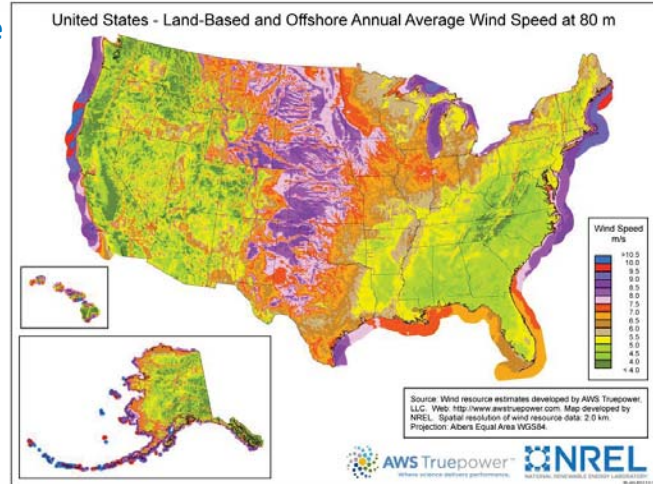 e
United States - Land-Based and Offshore Annual Average Wind Speed at 80 m
Wind Speed
m/s
>10.5
10.0
9.5
9.0
8.5
8.0
7.5
7.0
6.5
6.0
5.5
5.0
4.5
4.0
< 4.0
Source: Wind resource estimates developed by AWS Truepower,
LLC. Web: http://www.awstruepower.com. Map developed by
NREL. Spatial resolution of wind resource data: 2.0 km.
Projection: Albers Equal Area WGS84.
AWS Truepower™
Where science delivers performance.
NREL
NATIONAL RENEWABLE ENERGY LABORATORY